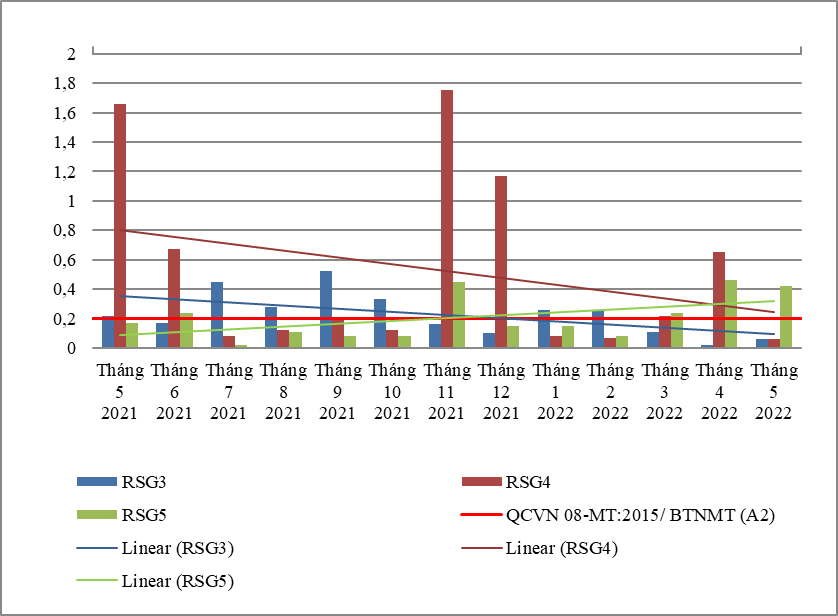 2
1,8
1,6
1,4
1,2
1
0,8
0,6
0,4
0,2
0
Tháng 5 2021
Tháng 6 2021
Tháng 7 2021
Tháng 8 2021
Tháng 9 2021
Tháng 10 2021
Tháng 11 2021
Tháng 12 2021
Tháng 1 2022
Tháng 2 2022
Tháng 3 2022
Tháng 4 2022
Tháng 5 2022
RSG3
RSG4
RSG5
QCVN 08-MT:2015/ BTNMT (A2)
Linear (RSG3)
Linear (RSG4)
Linear (RSG5)